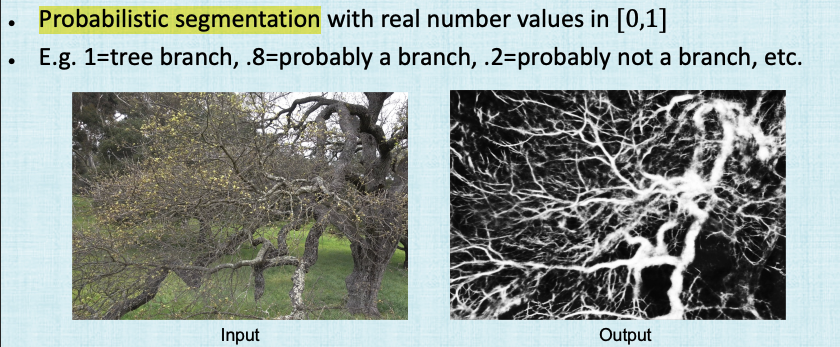 • Probabilistic segmentation with real number values in [0,1]
• E.g. 1=tree branch, .8=probably a branch, .2=probably not a branch, etc.
Input
Output